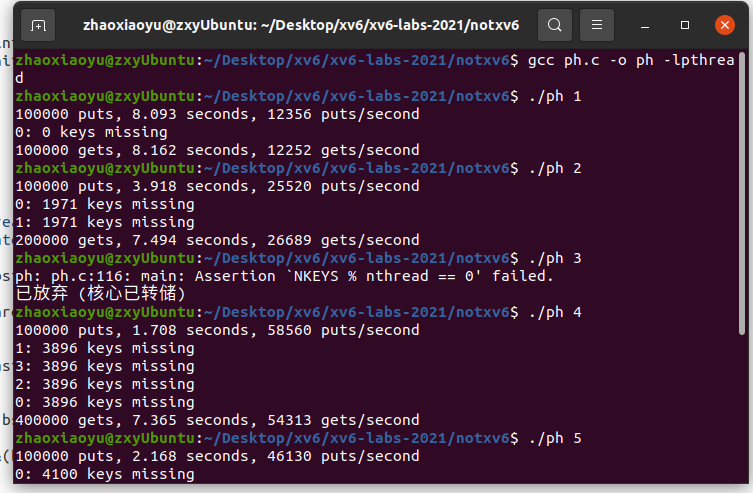 zhaoxiaoyu@zxyUbuntu: ~/Desktop/xv6/xv6-labs-2021/notxv6
zhaoxiaoyu@zxyUbuntu:~/Desktop/xv6/xv6-labs-2021/notxv6$ gcc ph.c -o ph -lpthrea
d
zhaoxiaoyu@zxyUbuntu:~/Desktop/xv6/xv6-labs-2021/notxv6$ ./ph 1
100000 puts, 8.093 seconds, 12356 puts/second
0: 0 keys missing
100000 gets, 8.162 seconds, 12252 gets/second
zhaoxiaoyu@zxyUbuntu:~/Desktop/xv6/xv6-labs-2021/notxv6$ ./ph 2
100000 puts, 3.918 seconds, 25520 puts/second
0: 1971 keys missing
1: 1971 keys missing
200000 gets, 7.494 seconds, 26689 gets/second
zhaoxiaoyu@zxyUbuntu:~/Desktop/xv6/xv6-labs-2021/notxv6$ ./ph 3
ph: ph.c:116: main: Assertion `NKEYS % nthread == 0' failed.
已放弃 (核心已转储)
zhaoxiaoyu@zxyUbuntu:~/Desktop/xv6/xv6-labs-2021/notxv6$ ./ph 4
100000 puts, 1.708 seconds, 58560 puts/second
1: 3896 keys missing
3: 3896 keys missing
2: 3896 keys missing
0: 3896 keys missing
400000 gets, 7.365 seconds, 54313 gets/second
zhaoxiaoyu@zxyUbuntu:~/Desktop/xv6/xv6-labs-2021/notxv6$ ./ph 5
100000 puts, 2.168 seconds, 46130 puts/second
0: 4100 keys missing